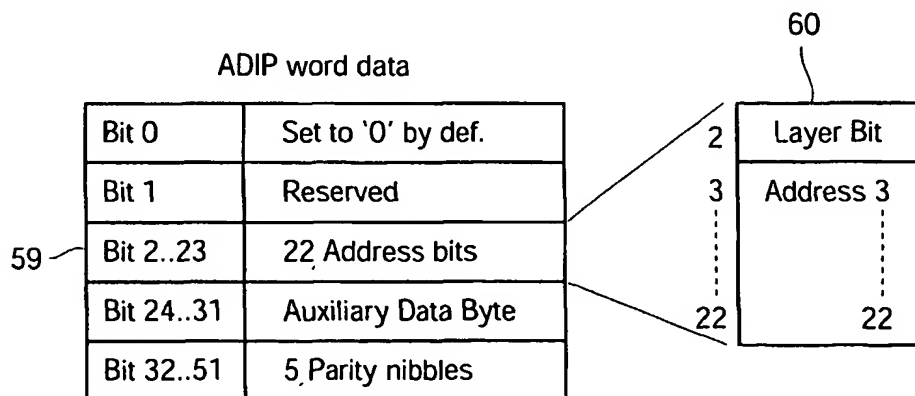 60
ADIP word data
Bit 0 Set to '0' by def.
Bit 1 Reserved
59 Bit 2..23 22 Address bits
Bit 24..31 Auxiliary Data Byte
Bit 32..51 5 Parity nibbles
2 Layer Bit
3 Address 3
22 22